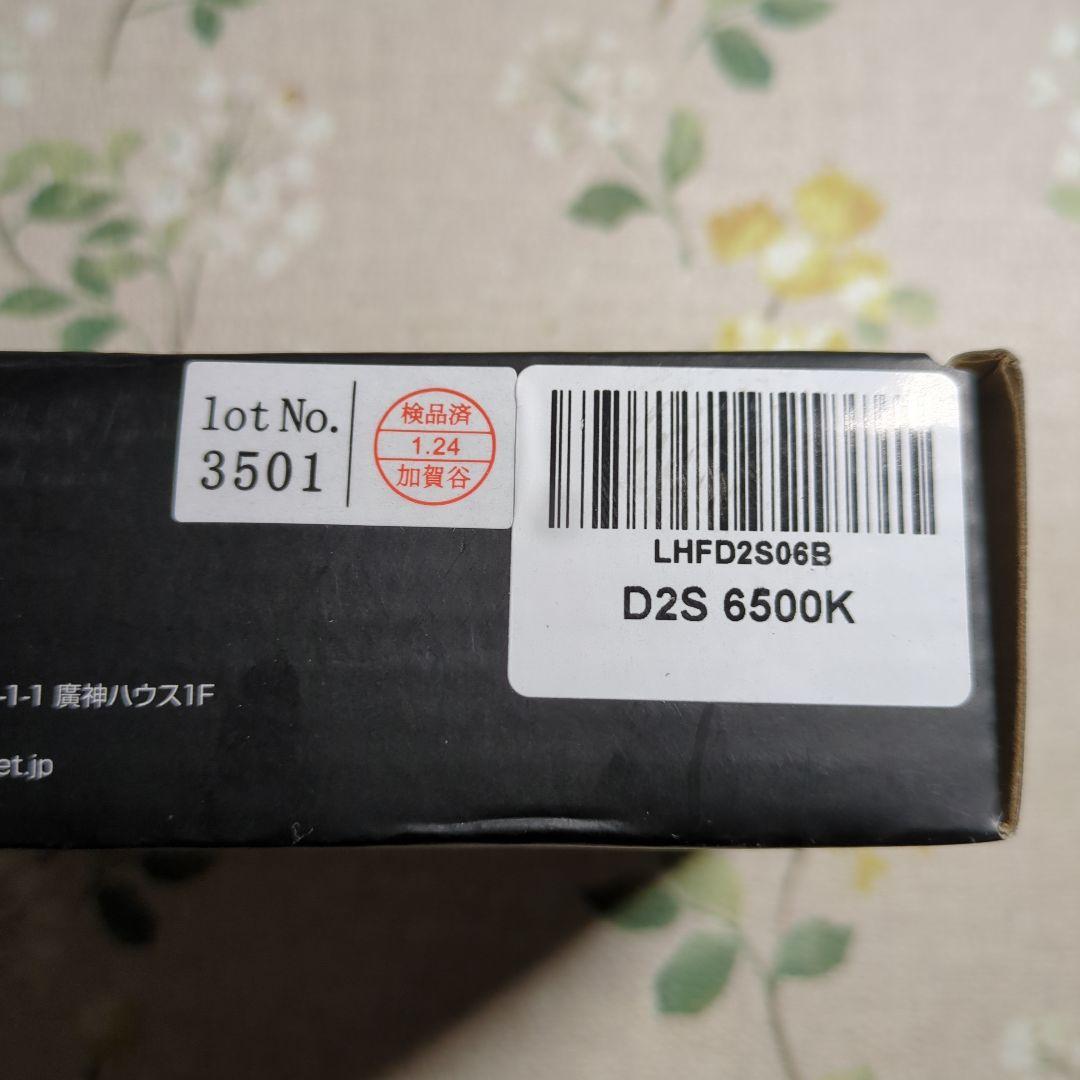 lot No.
3501
検品済
1.24
加賀谷
LHFD2S06B
D2S 6500K
-1-1 廣神ハウス1F
et.jp